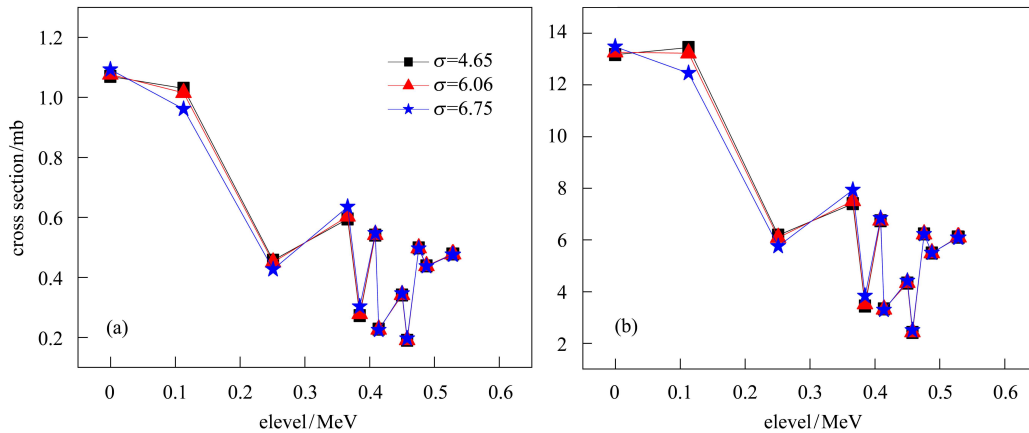 1.2
1.0
0.8
0.6
0.4
0.2
cross section/mb
σ=4.65
σ=6.06
σ=6.75
(a)
0 0.1 0.2 0.3 0.4 0.5 0.6
elevel/MeV
14
12
10
8
6
4
2
(b)
0 0.1 0.2 0.3 0.4 0.5 0.6
elevel/MeV